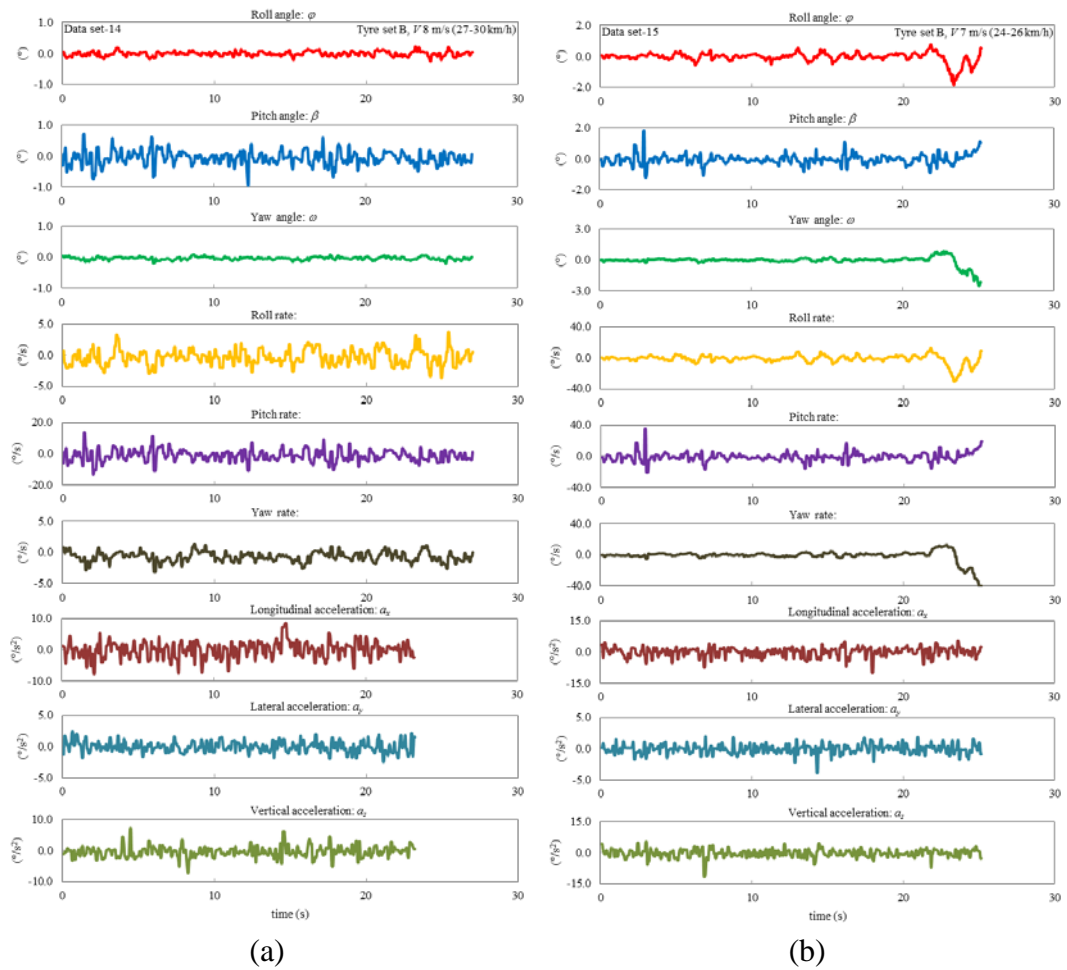 Roll angle: φ
Data set-14 Tyre set B, V 8 m/s (27-30km/h)
1.0
0.0
-1.0
(°)
0 10 20 30
Pitch angle: β
1.0
0.0
-1.0
(°)
0 10 20 30
Yaw angle: ω
1.0
0.0
-1.0
(°)
0 10 20 30
Roll rate:
5.0
0.0
-5.0
(°/s)
0 10 20 30
Pitch rate:
20.0
0.0
-20.0
(°/s)
0 10 20 30
Yaw rate:
5.0
0.0
-5.0
(°/s)
0 10 20 30
Longitudinal acceleration: ax
10.0
0.0
-10.0
(°/s²)
0 10 20 30
Lateral acceleration: ay
5.0
0.0
-5.0
(°/s²)
0 10 20 30
Vertical acceleration: az
10.0
0.0
-10.0
(°/s²)
0 10 20 30
time (s)
(a)
Roll angle: φ
Data set-15 Tyre set B, V 7 m/s (24-26km/h)
2.0
0.0
-2.0
(°)
0 10 20 30
Pitch angle: β
2.0
0.0
-2.0
(°)
0 10 20 30
Yaw angle: ω
3.0
0.0
-3.0
(°)
0 10 20 30
Roll rate:
40.0
0.0
-40.0
(°/s)
0 10 20 30
Pitch rate:
40.0
0.0
-40.0
(°/s)
0 10 20 30
Yaw rate:
40.0
0.0
-40.0
(°/s)
0 10 20 30
Longitudinal acceleration: ax
15.0
0.0
-15.0
(°/s²)
0 10 20 30
Lateral acceleration: ay
5.0
0.0
-5.0
(°/s²)
0 10 20 30
Vertical acceleration: az
15.0
0.0
-15.0
(°/s²)
0 10 20 30
time (s)
(b)